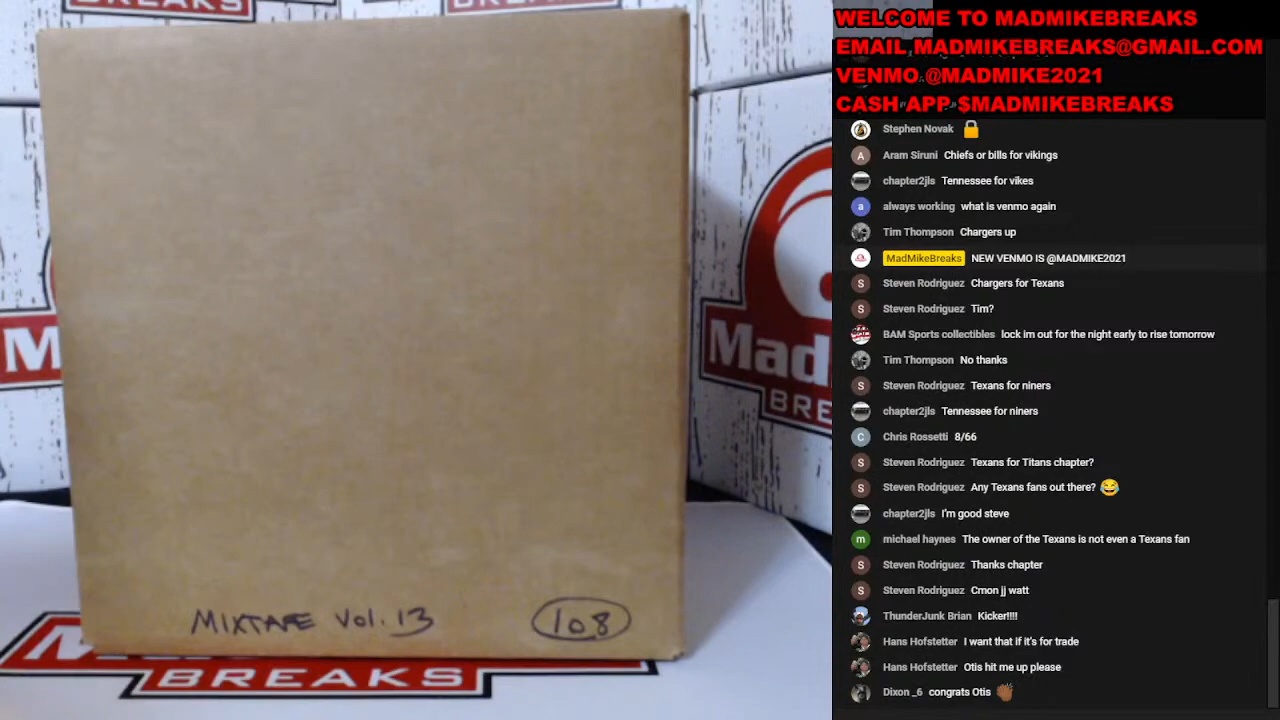 WELCOME TO MADMIKEBREAKS
EMAIL,MADMIKEBREAKS@GMAIL.COM
VENMO @MADMIKE2021
CASH APP $MADMIKEBREAKS
Stephen Novak 🔒
Aram Siruni Chiefs or bills for vikings
chapter2jls Tennessee for vikes
always working what is venmo again
Tim Thompson Chargers up
MadMikeBreaks NEW VENMO IS @MADMIKE2021
Steven Rodriguez Chargers for Texans
Steven Rodriguez Tim?
BAM Sports collectibles lock im out for the night early to rise tomorrow
Tim Thompson No thanks
Steven Rodriguez Texans for niners
chapter2jls Tennessee for niners
Chris Rossetti 8/66
Steven Rodriguez Texans for Titans chapter?
Steven Rodriguez Any Texans fans out there? 😂
chapter2jls I'm good steve
michael haynes The owner of the Texans is not even a Texans fan
Steven Rodriguez Thanks chapter
Steven Rodriguez Cmon jj watt
ThunderJunk Brian Kicker!!!!
Hans Hofstetter I want that if it's for trade
Hans Hofstetter Otis hit me up please
Dixon _6 congrats Otis 👏🏾
MIXTAPE Vol. 13
108
BREAKS
BREAKS
Mad
BRE
M